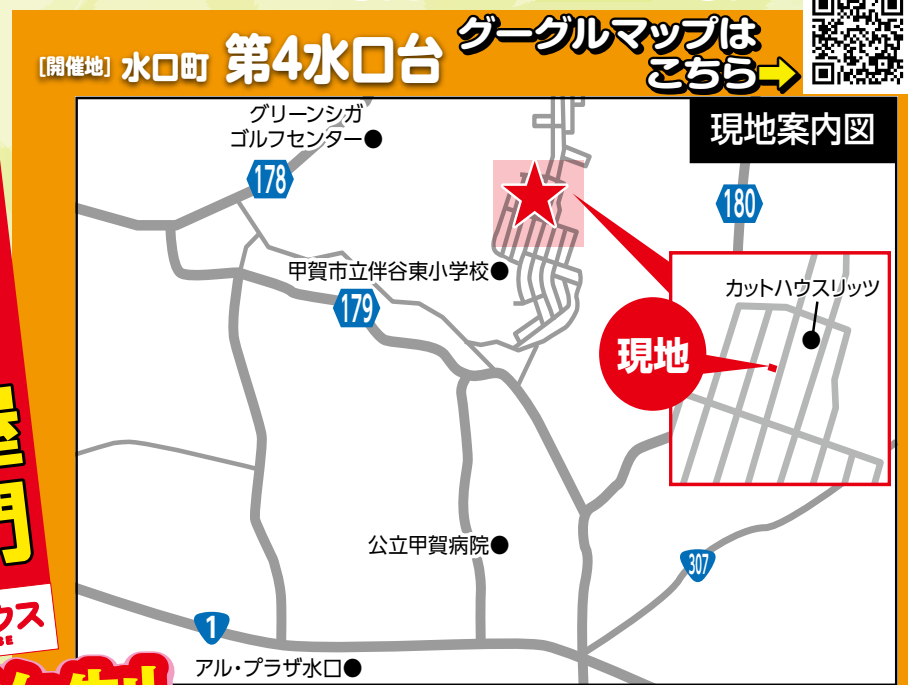 [開催地] 水口町 第4水口台
グーグルマップは
こちら➡
現地案内図
グリーンシガ
ゴルフセンター●
178
180
甲賀市立伴谷東小学校●
179
カットハウスリッツ
現地
公立甲賀病院●
307
1
アル・プラザ水口●